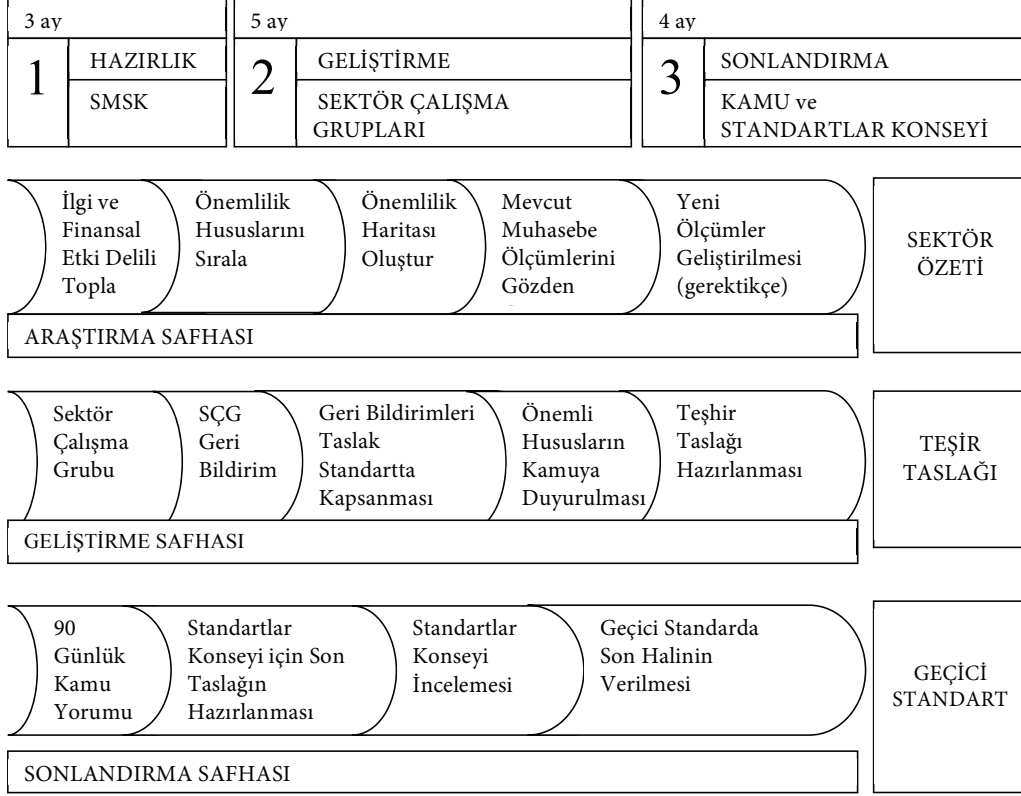 3 ay
1
HAZIRLIK
SMSK
5 ay
2
GELİŞTİRME
SEKTÖR ÇALIŞMA
GRUPLARI
4 ay
3
SONLANDIRMA
KAMU ve
STANDARTLAR KONSEYİ
İlgi ve
Finansal
Etki Delili
Topla
Önemlilik
Hususlarını
Sırala
Önemlilik
Haritası
Oluştur
Mevcut
Muhasebe
Ölçümlerini
Gözden
Yeni
Ölçümler
Geliştirilmesi
(gerektikçe)
SEKTÖR
ÖZETİ
ARAŞTIRMA SAFHASI
Sektör
Çalışma
Grubu
SÇG
Geri
Bildirim
Geri Bildirimleri
Taslak
Standartta
Kapsanması
Önemli
Hususların
Kamuya
Duyurulması
Teşhir
Taslağı
Hazırlanması
TEŞİR
TASLAĞI
GELİŞTİRME SAFHASI
90
Günlük
Kamu
Yorumu
Standartlar
Konseyi için Son
Taslağın
Hazırlanması
Standartlar
Konseyi
İncelemesi
Geçici Standarda
Son Halinin
Verilmesi
GEÇİCİ
STANDART
SONLANDIRMA SAFHASI